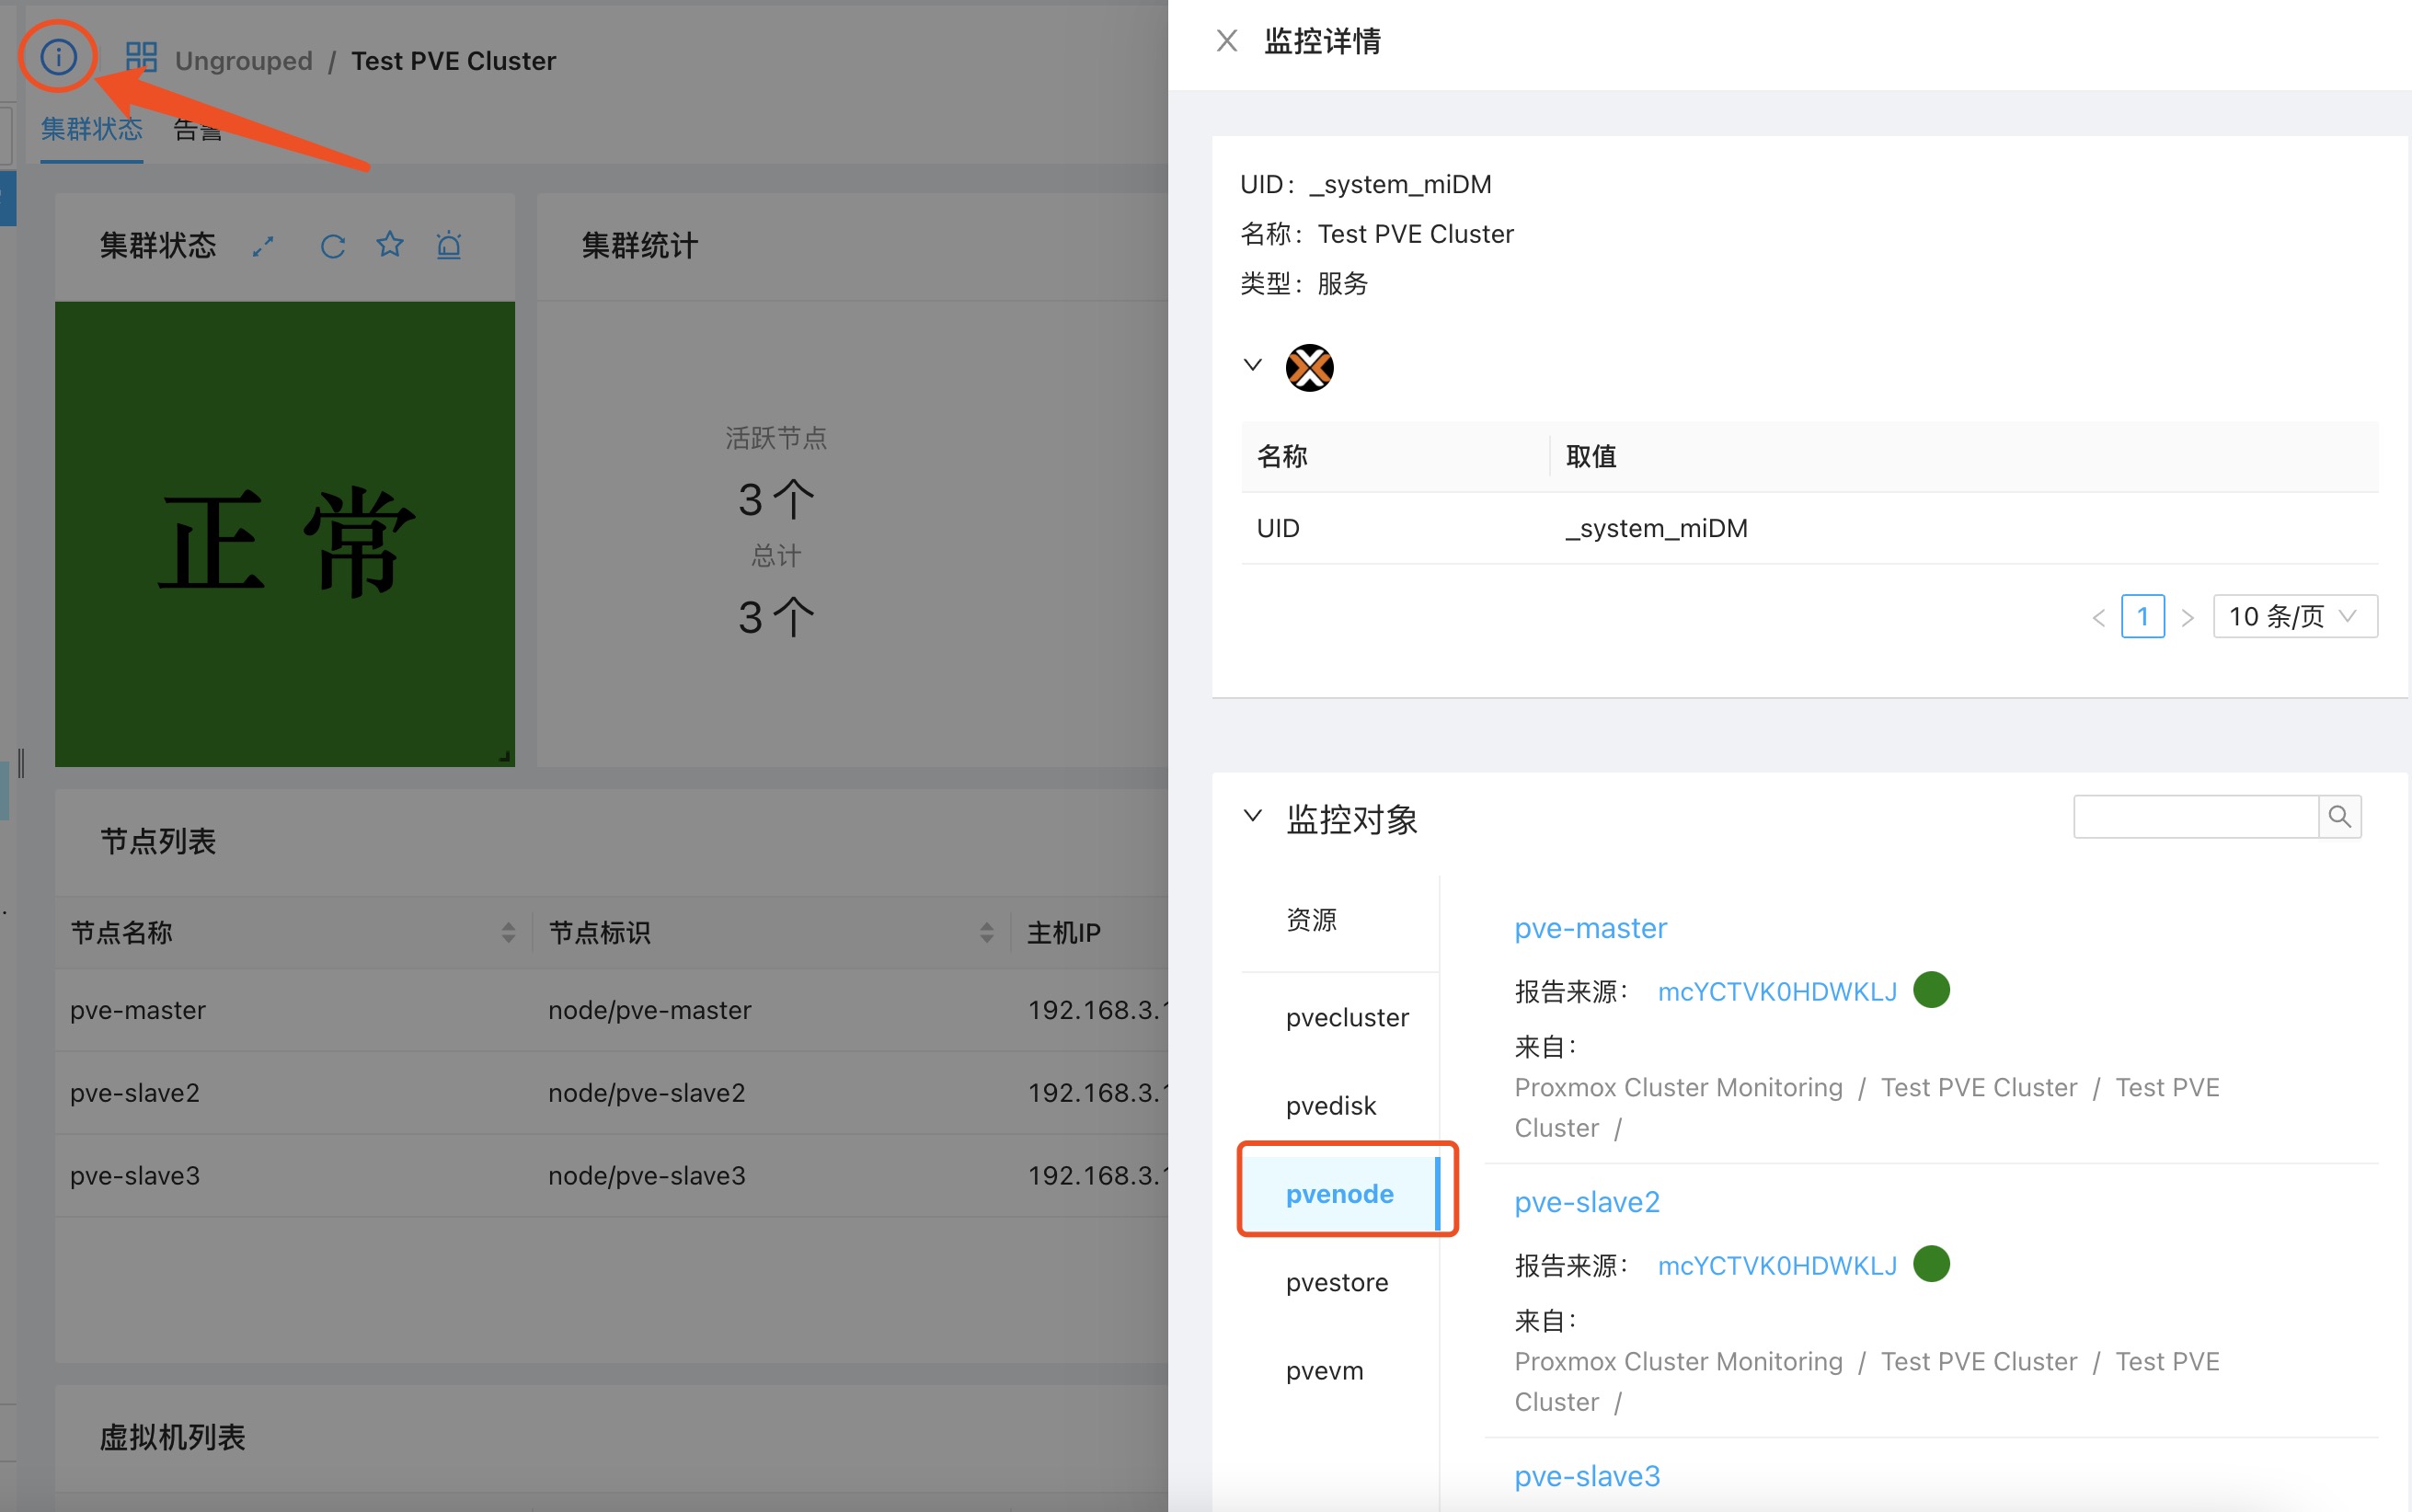 Ungrouped / Test PVE Cluster
集群状态 告警
集群状态
集群统计
正常
活跃节点
3 个
总计
3 个
节点列表
节点名称 节点标识 主机IP
pve-master node/pve-master 192.168.3.
pve-slave2 node/pve-slave2 192.168.3.
pve-slave3 node/pve-slave3 192.168.3.
虚拟机列表
监控详情
UID: _system_miDM
名称: Test PVE Cluster
类型: 服务
名称 取值
UID _system_miDM
< 1 > 10 条/页
监控对象
资源
pvecluster
pvedisk
pvenode
pvestore
pvevm
pve-master
报告来源: mcYCTVK0HDWKLJ
来自:
Proxmox Cluster Monitoring / Test PVE Cluster / Test PVE
Cluster /
pve-slave2
报告来源: mcYCTVK0HDWKLJ
来自:
Proxmox Cluster Monitoring / Test PVE Cluster / Test PVE
Cluster /
pve-slave3